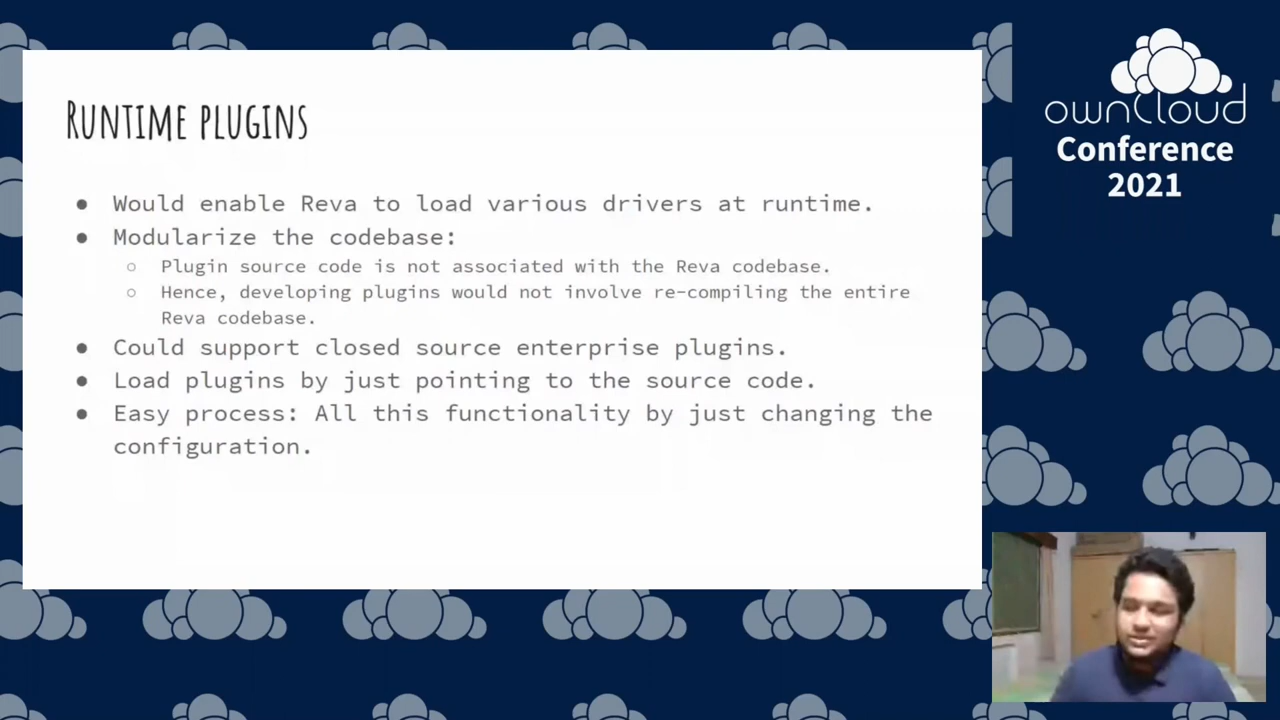 RUNTIME PLUGINS
● Would enable Reva to load various drivers at runtime.
● Modularize the codebase:
○ Plugin source code is not associated with the Reva codebase.
○ Hence, developing plugins would not involve re-compiling the entire
Reva codebase.
● Could support closed source enterprise plugins.
● Load plugins by just pointing to the source code.
● Easy process: All this functionality by just changing the
configuration.
ownCloud
Conference
2021